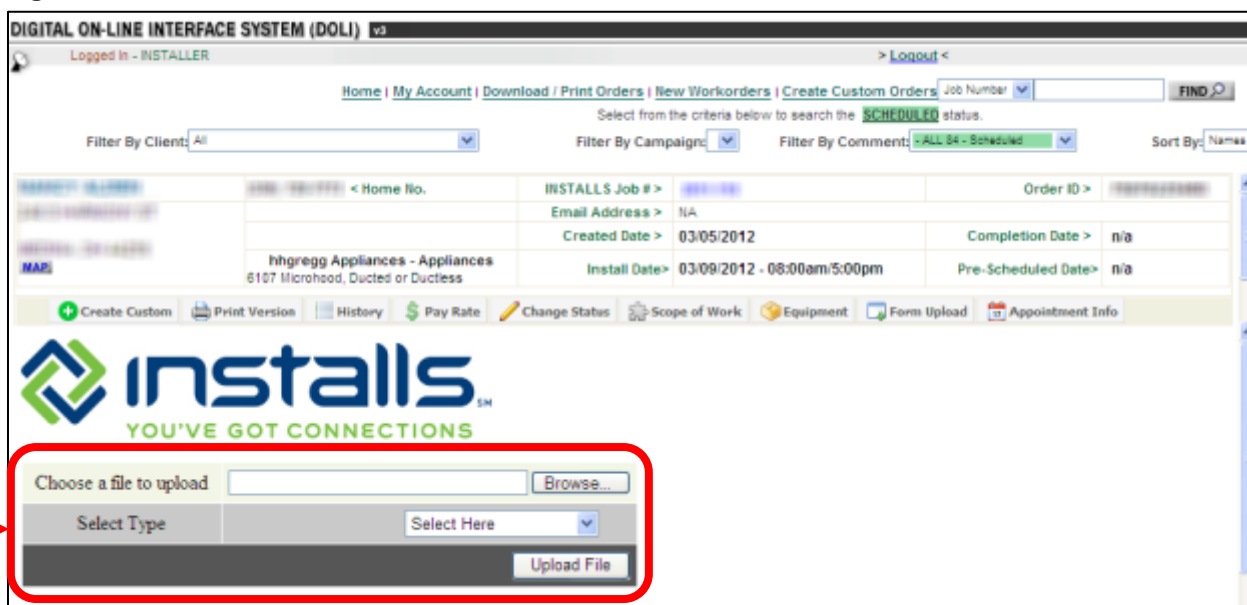 DIGITAL ON-LINE INTERFACE SYSTEM (DOLI) v3
Logged In - INSTALLER > Logout <
Home | My Account | Download / Print Orders | New Workorders | Create Custom Orders Job Number FIND
Select from the criteria below to search the SCHEDULED status.
Filter By Client: All Filter By Campaign: Filter By Comment: - ALL 84 - Scheduled Sort By: Names
< Home No. INSTALLS Job # > Order ID >
Email Address > NA
Created Date > 03/05/2012 Completion Date > n/a
MAP hhgregg Appliances - Appliances
6107 Microhood, Ducted or Ductless
Install Date> 03/09/2012 - 08:00am/5:00pm Pre-Scheduled Date> n/a
Create Custom Print Version History $ Pay Rate Change Status Scope of Work Equipment Form Upload Appointment Info
installs SM
YOU'VE GOT CONNECTIONS
Choose a file to upload Browse...
Select Type Select Here
Upload File